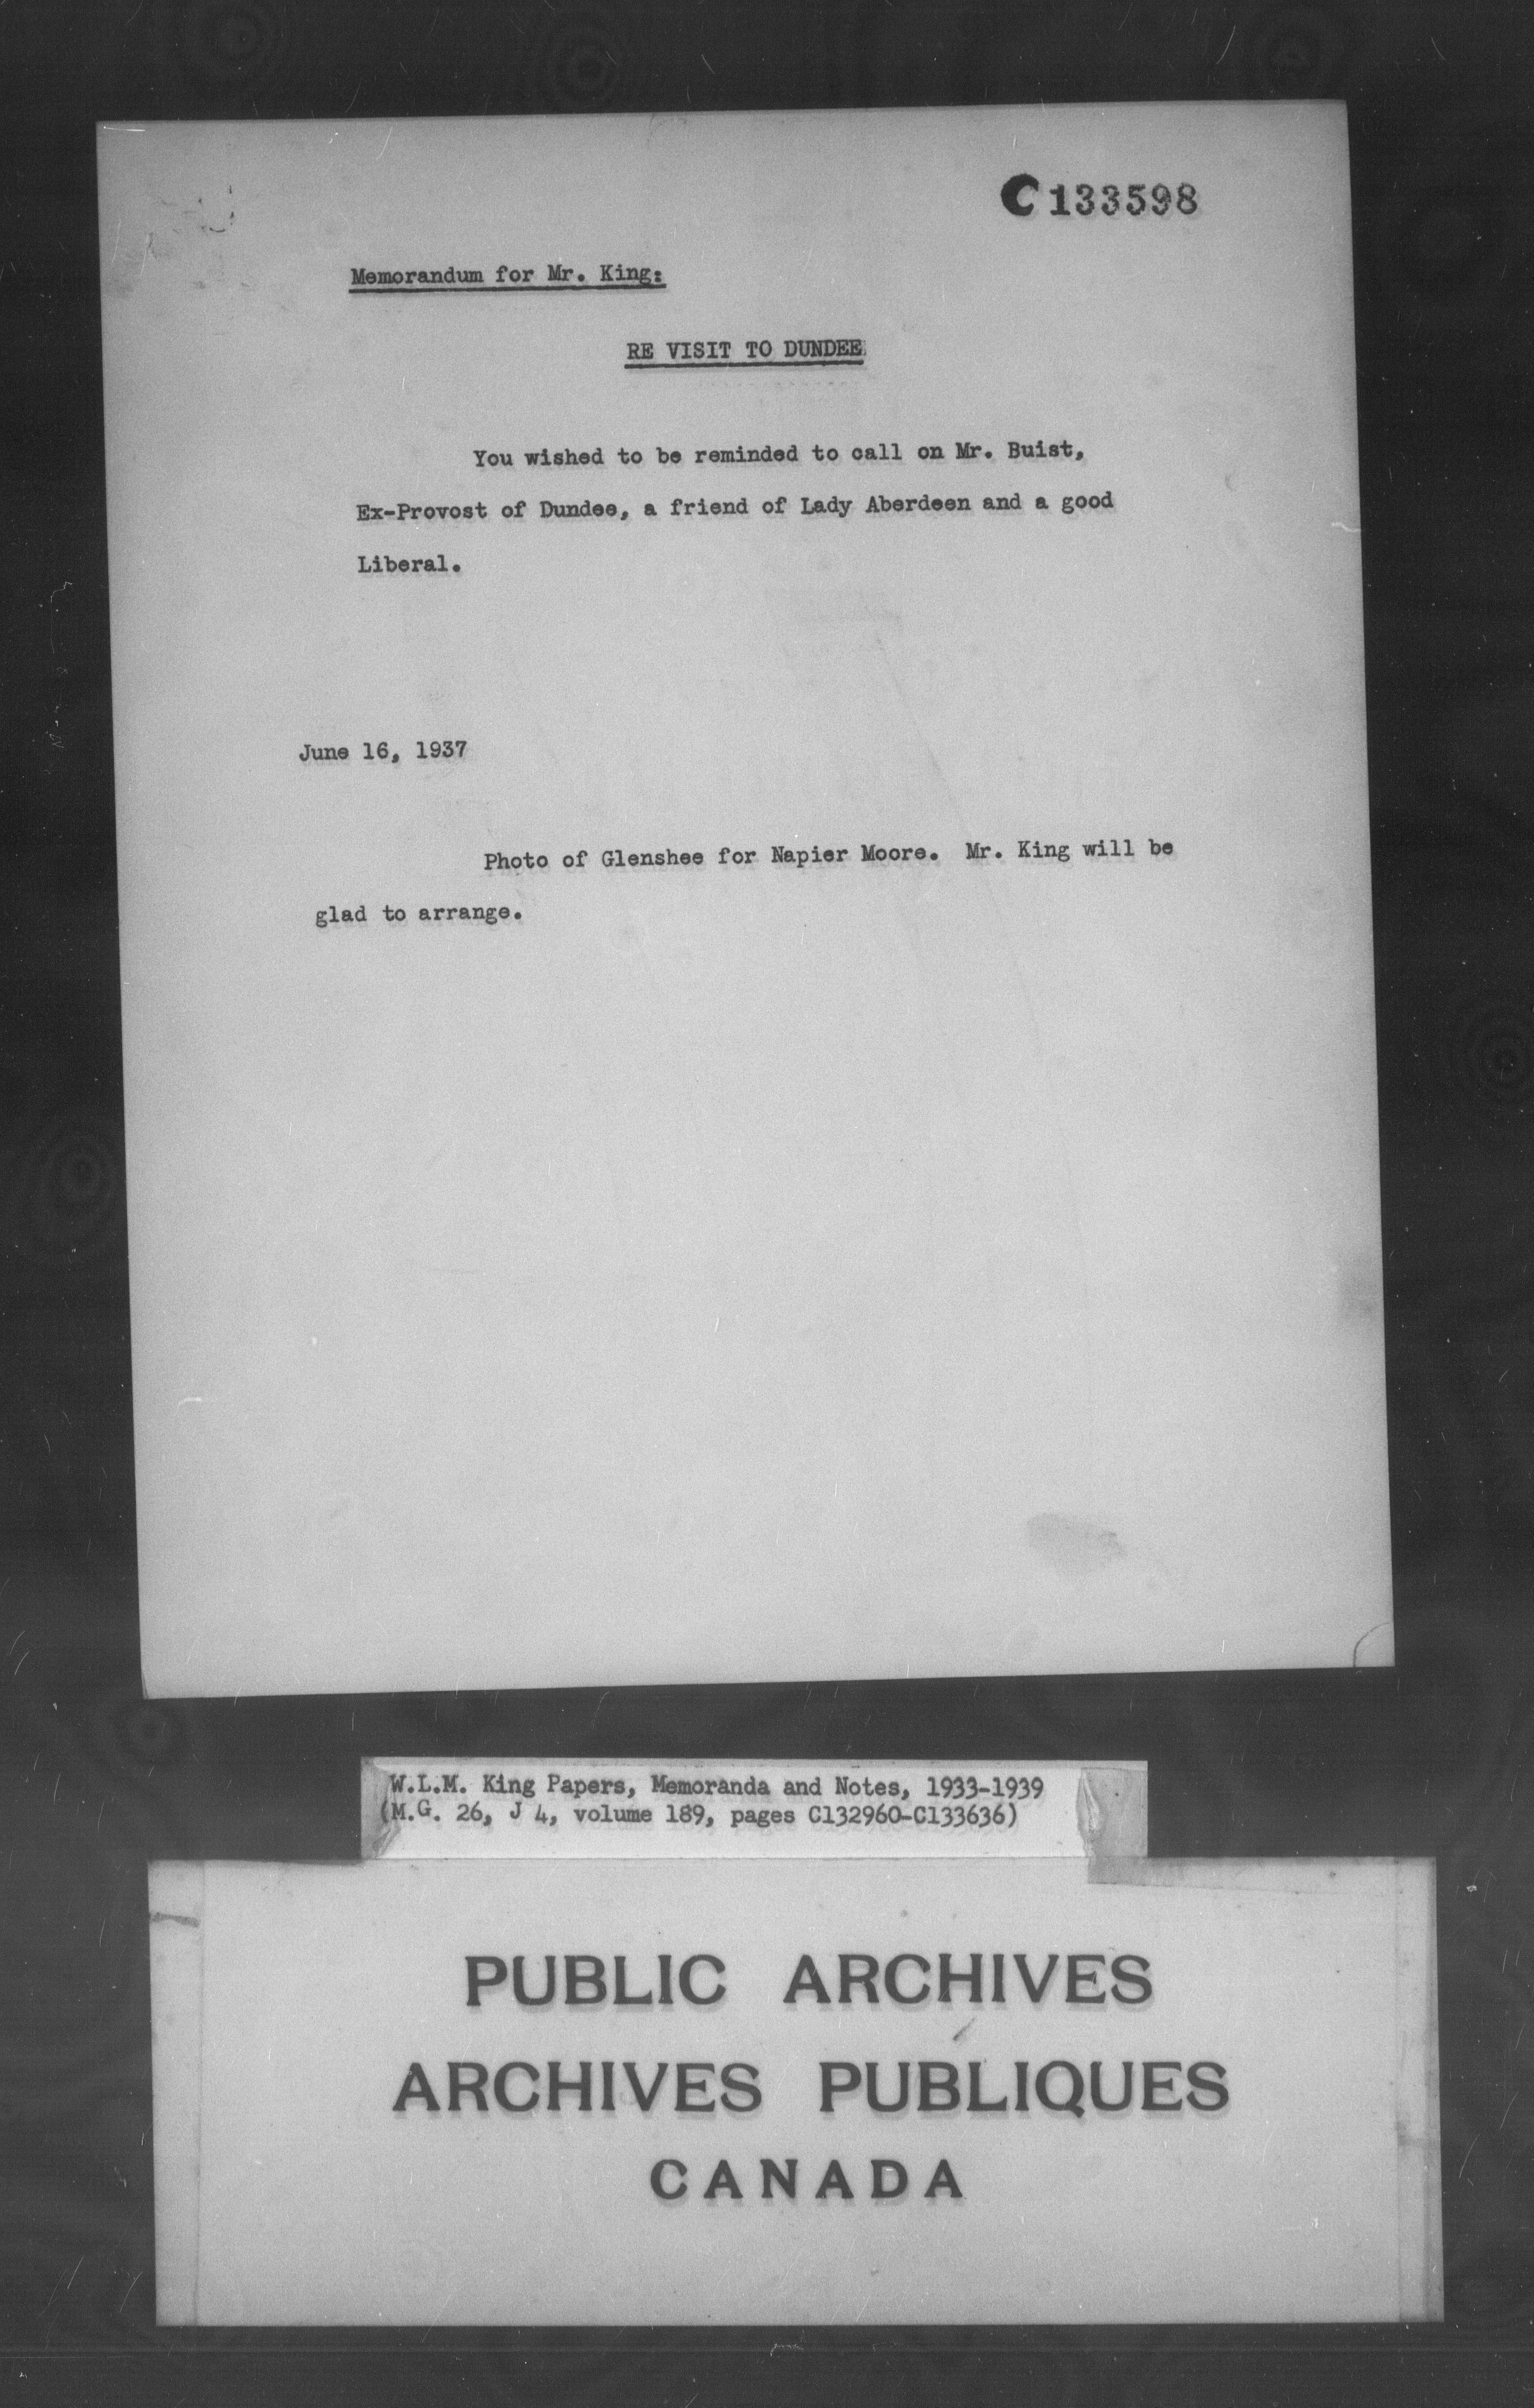 C133598
Memorandum for Mr. King:
RE VISIT TO DUNDEE
You wished to be reminded to call on Mr. Buist,
Ex-Provost of Dundee, a friend of Lady Aberdeen and a good
Liberal.
June 16, 1937
Photo of Glenshee for Napier Moore. Mr. King will be
glad to arrange.
W.L.M. King Papers, Memoranda and Notes, 1933-1939
(M.G. 26, J 4, volume 189, pages C132960-C133636)
PUBLIC ARCHIVES
ARCHIVES PUBLIQUES
CANADA